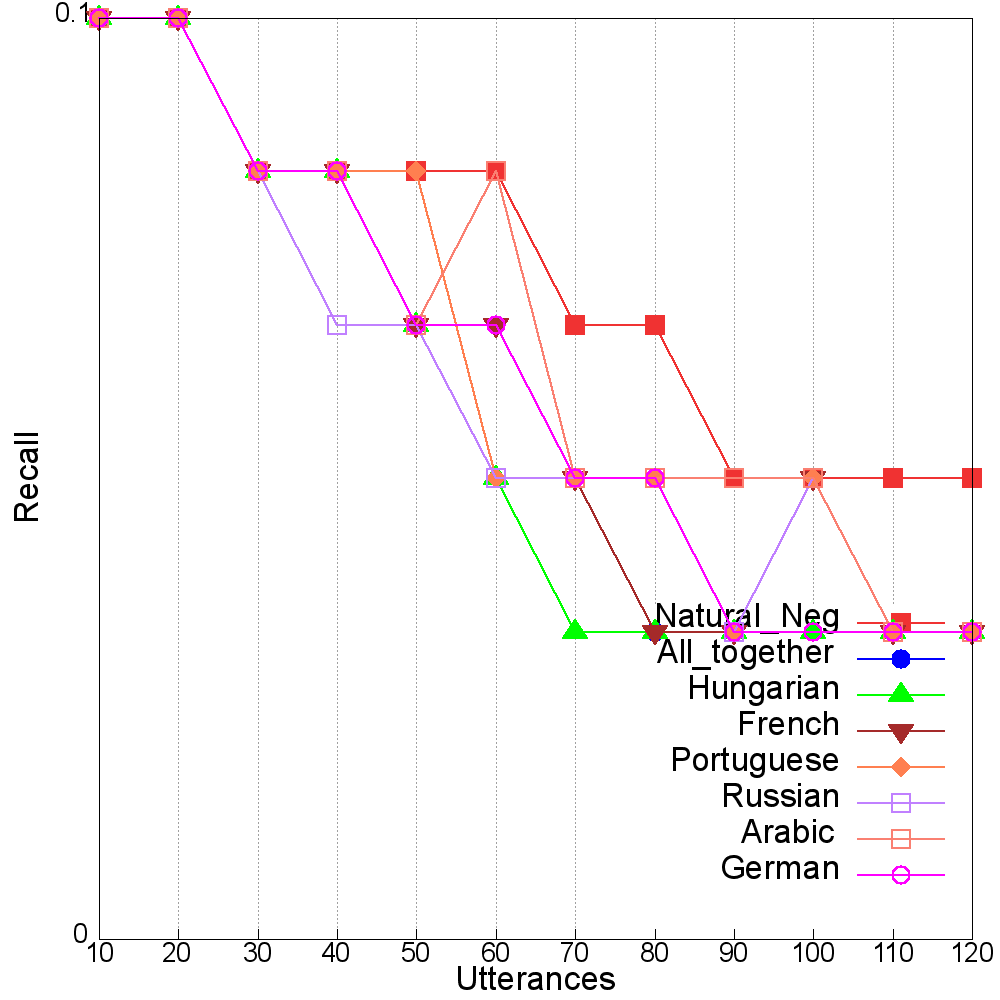 0.1
Recall
Natural_Neg
All_together
Hungarian
French
Portuguese
Russian
Arabic
German
0
10 20 30 40 50 60 70 80 90 100 110 120
Utterances